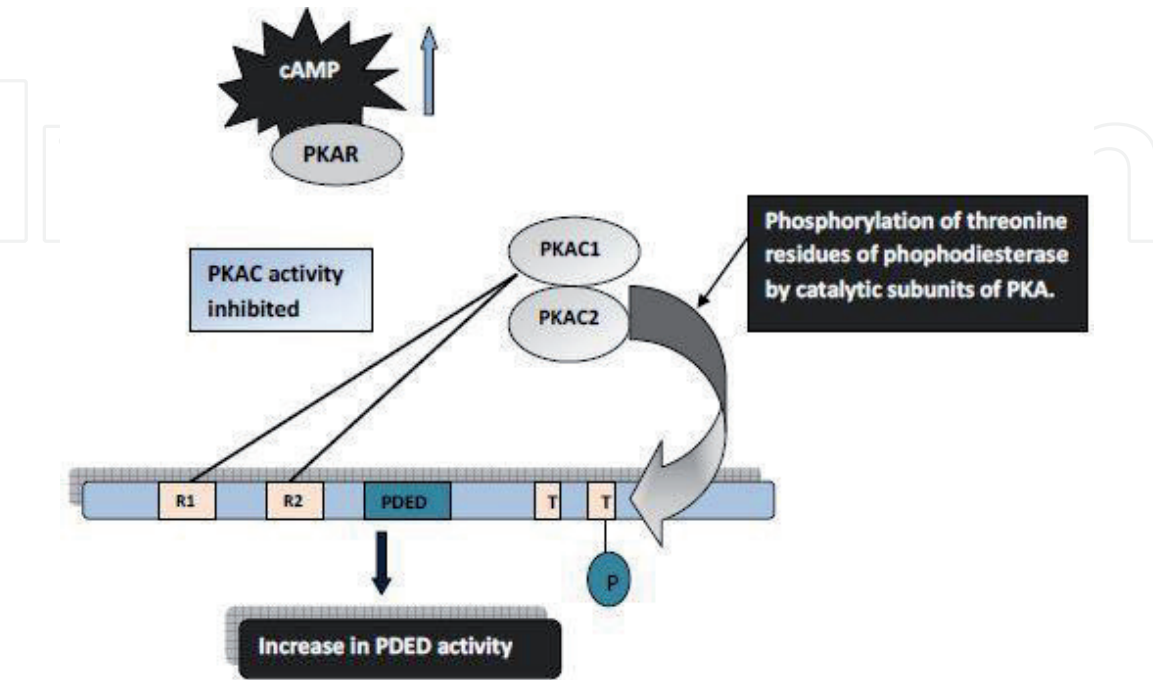 cAMP
PKAR
PKAC1
PKAC2
PKAC activity
inhibited
Phosphorylation of threonine
residues of phophodiesterase
by catalytic subunits of PKA.
R1
R2
PDED
T
T
P
Increase in PDED activity